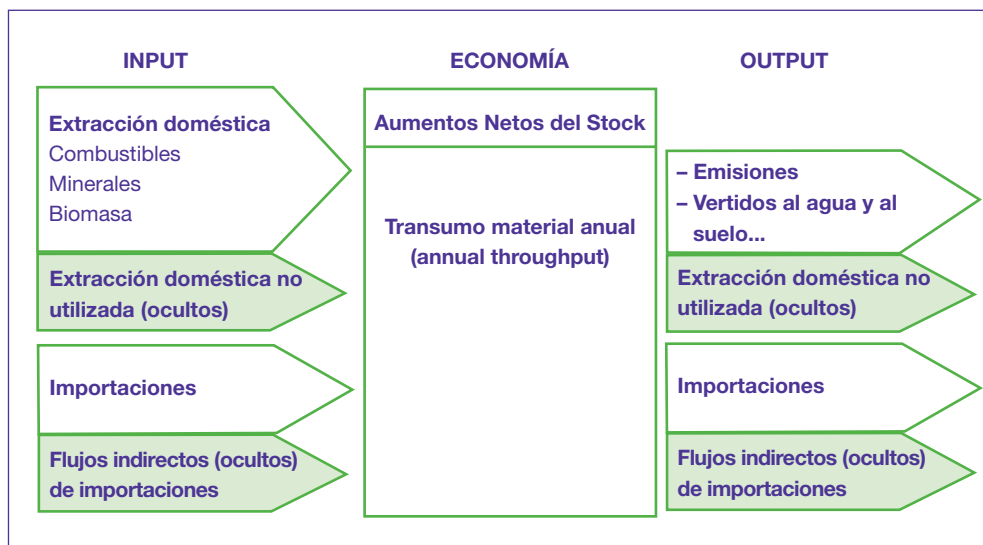 INPUT
Extracción doméstica
Combustibles
Minerales
Biomasa
Extracción doméstica no
utilizada (ocultos)
Importaciones
Flujos indirectos (ocultos)
de importaciones
ECONOMÍA
Aumentos Netos del Stock
Transumo material anual
(annual throughput)
OUTPUT
– Emisiones
– Vertidos al agua y al
suelo...
Extracción doméstica no
utilizada (ocultos)
Importaciones
Flujos indirectos (ocultos)
de importaciones